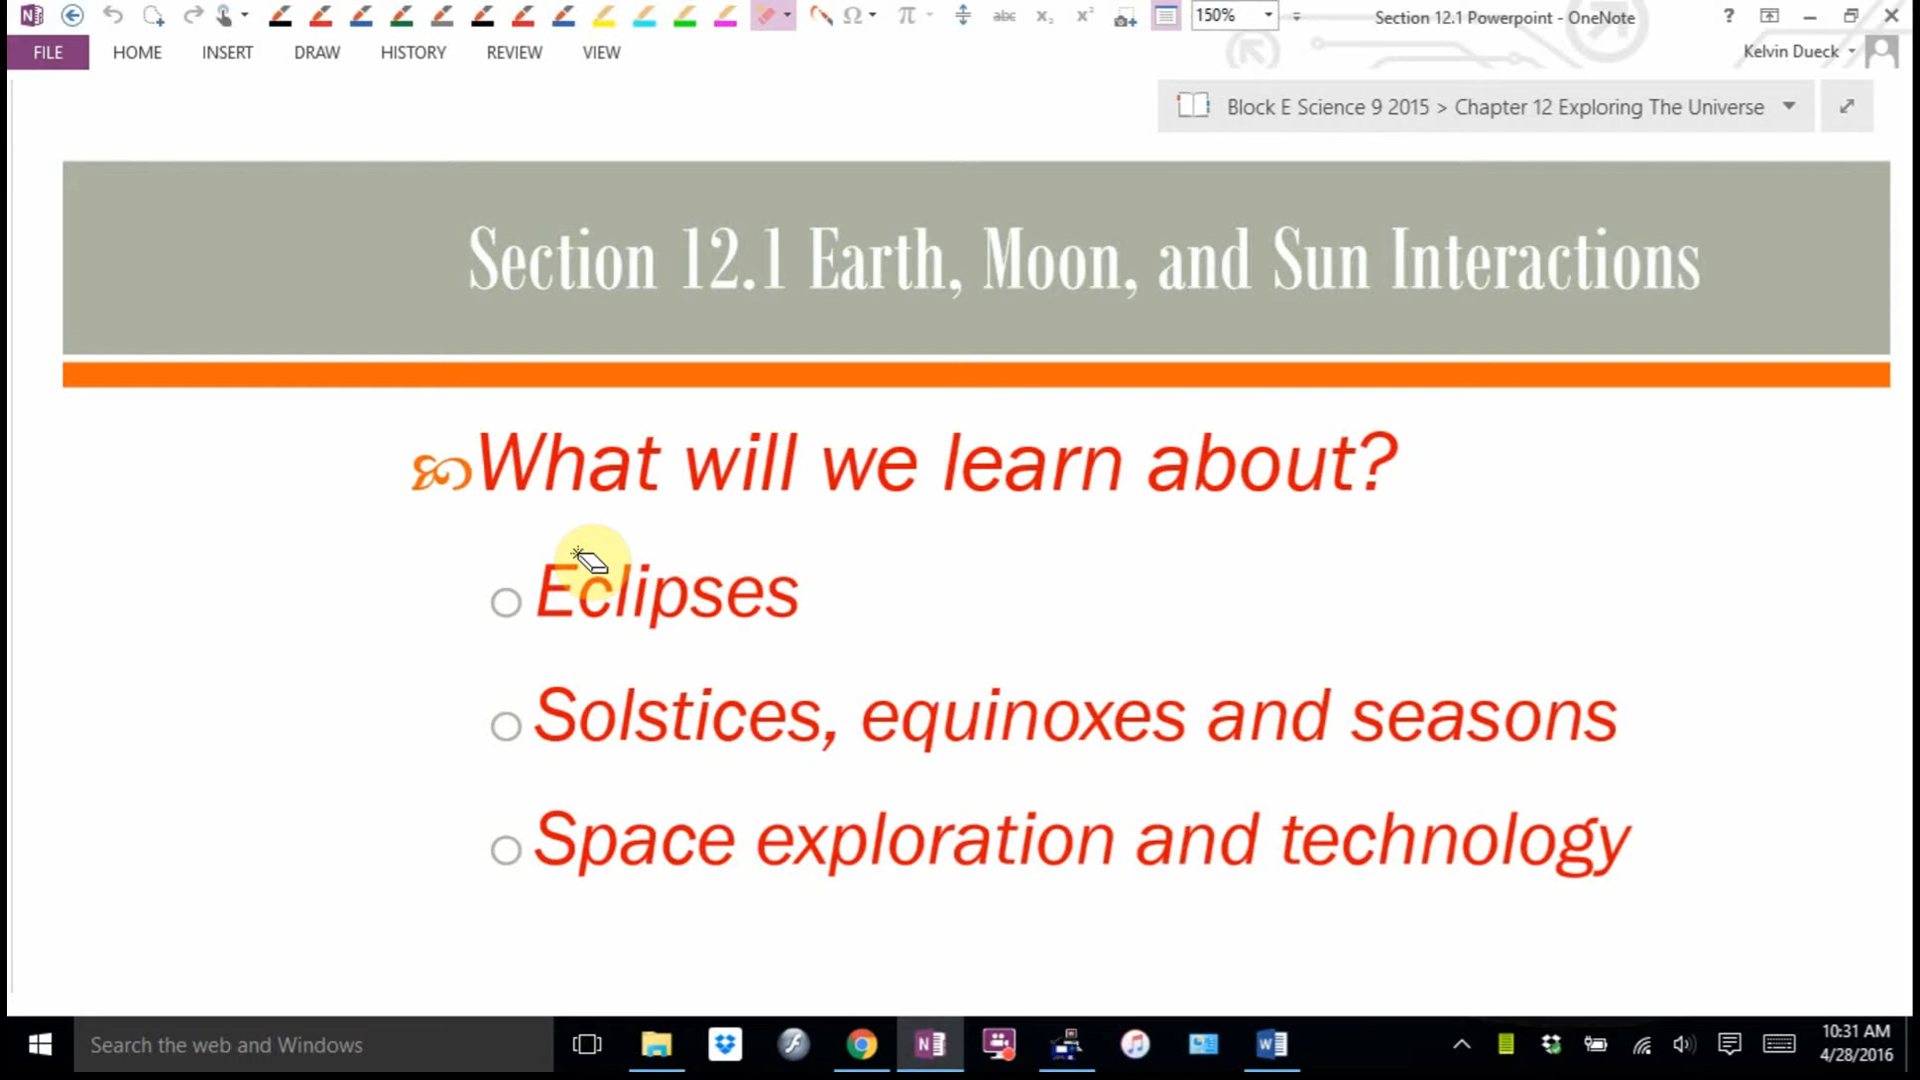 150%
Section 12.1 Powerpoint - OneNote
?
FILE HOME INSERT DRAW HISTORY REVIEW VIEW
Kelvin Dueck
Block E Science 9 2015 > Chapter 12 Exploring The Universe
Section 12.1 Earth, Moon, and Sun Interactions
What will we learn about?
Eclipses
Solstices, equinoxes and seasons
Space exploration and technology
Search the web and Windows
10:31 AM
4/28/2016